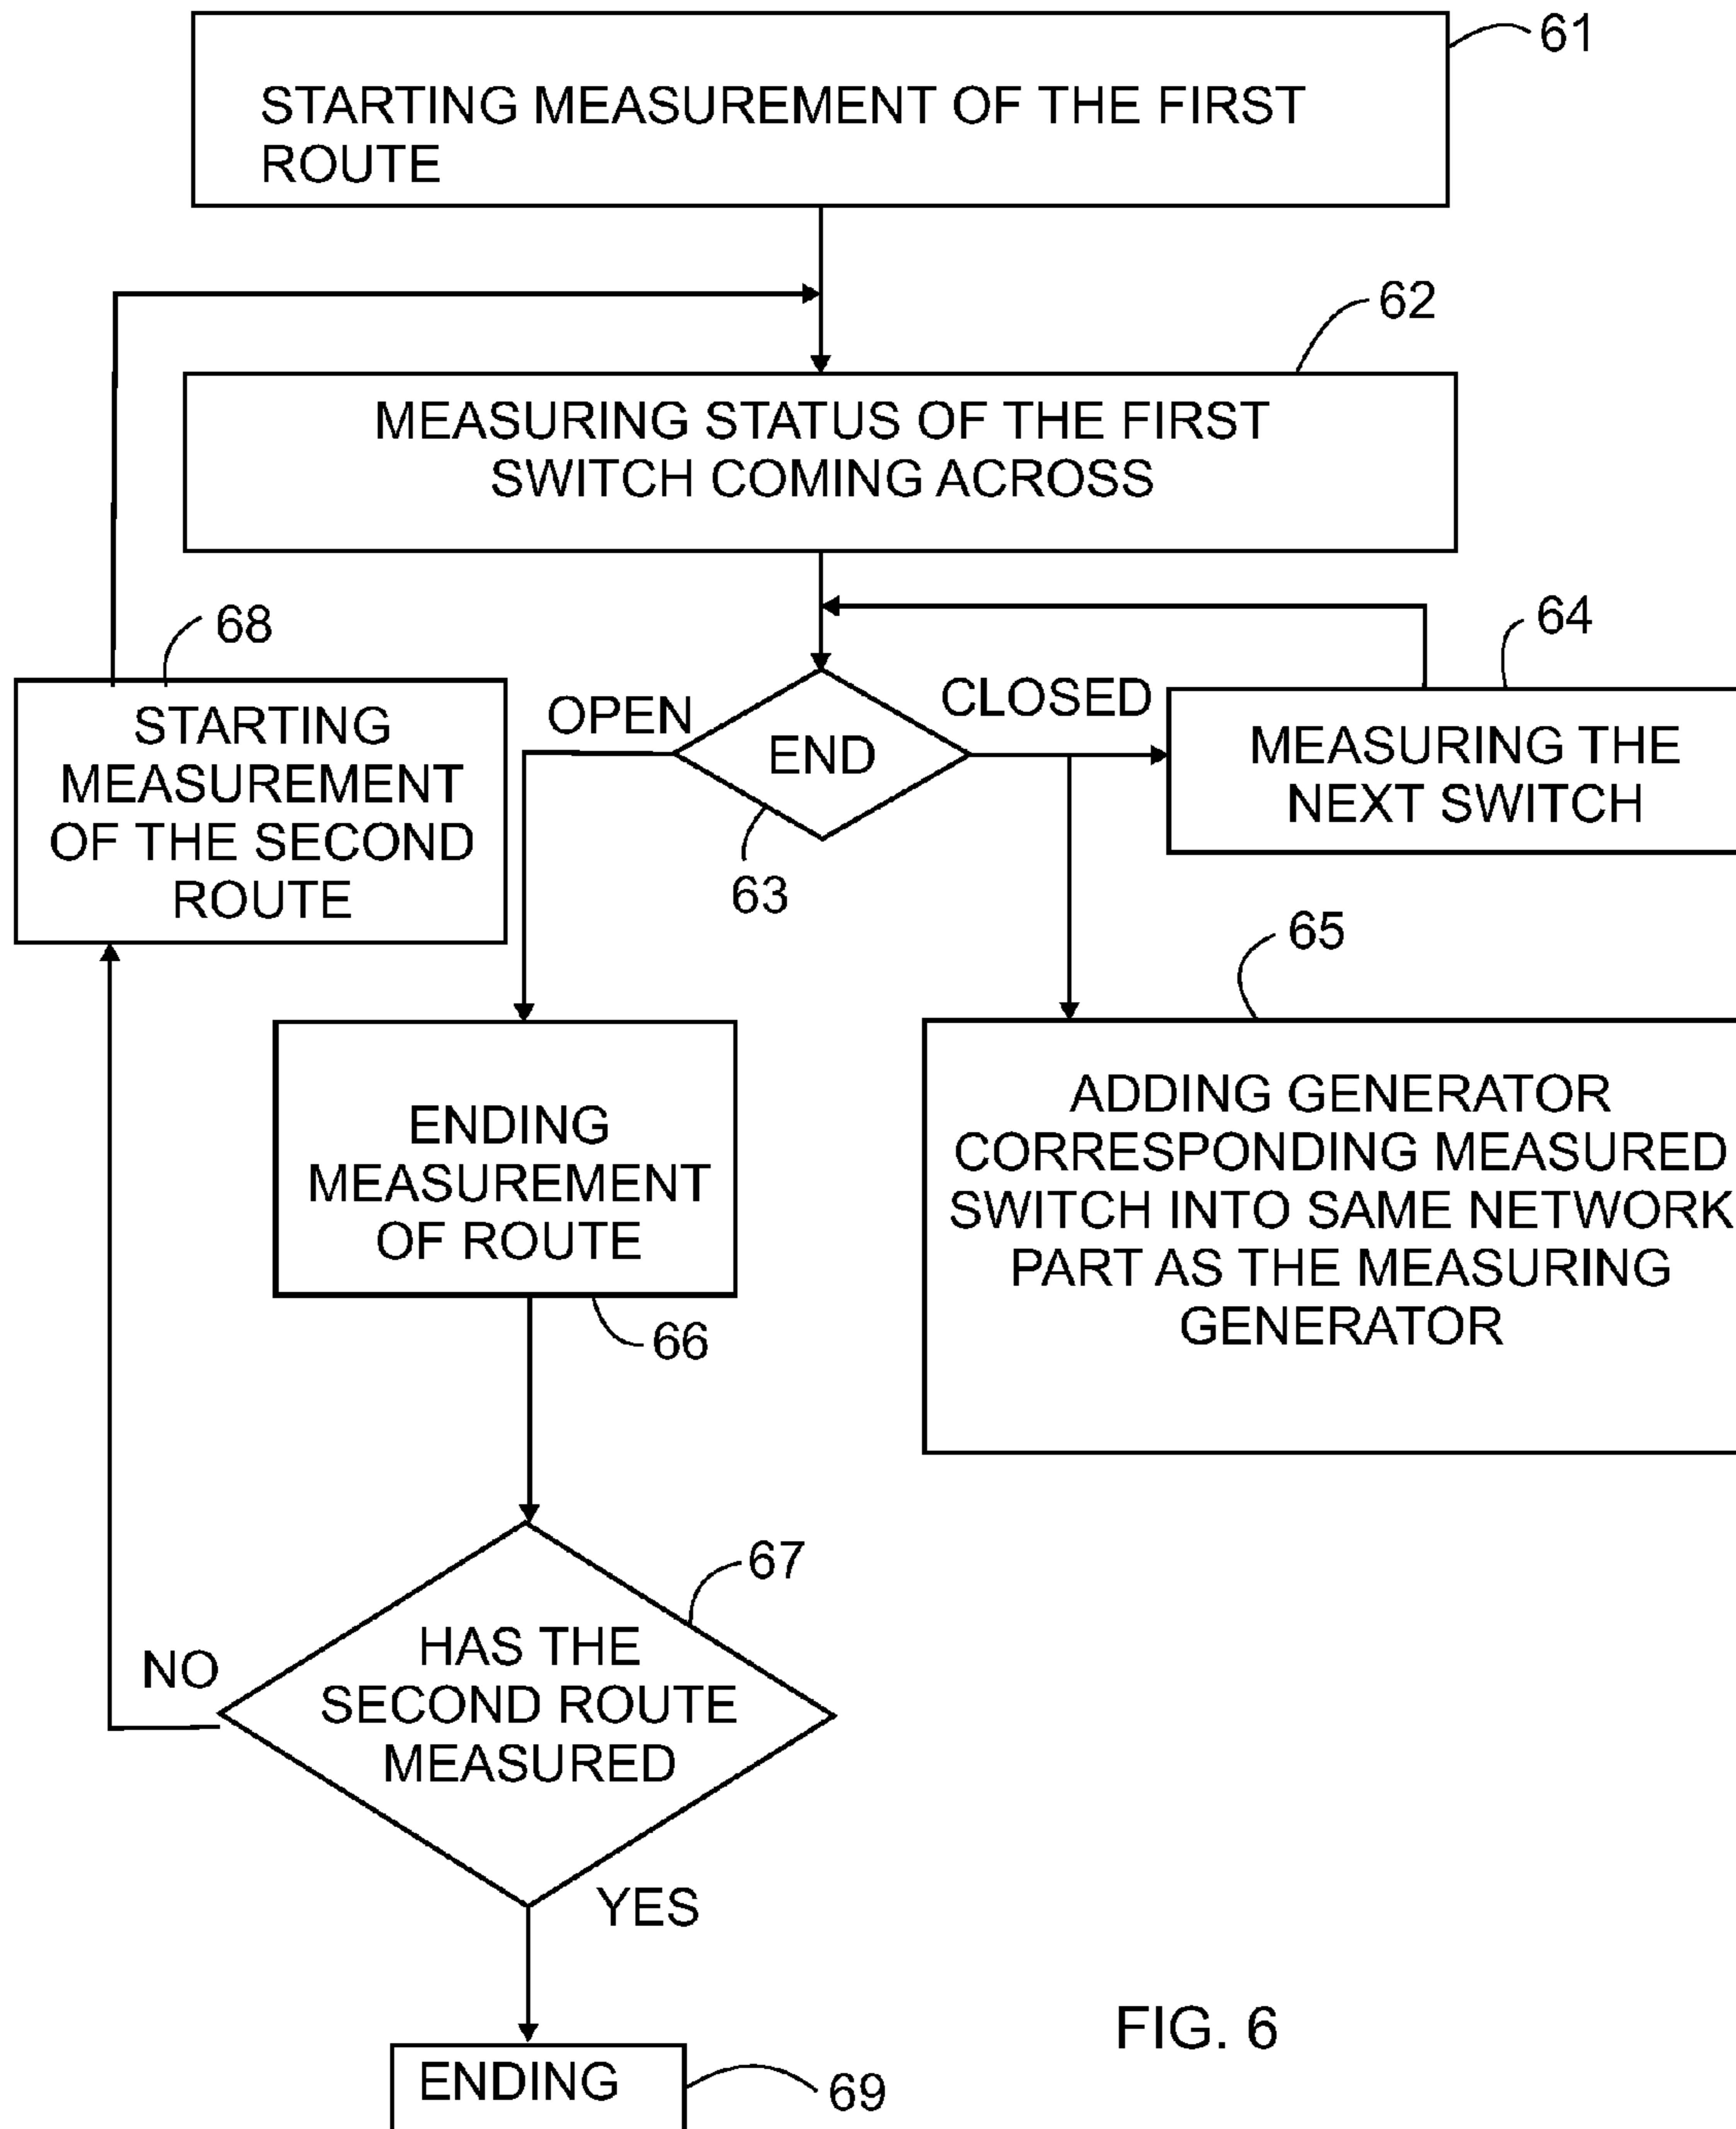 61
STARTING MEASUREMENT OF THE FIRST
ROUTE
62
MEASURING STATUS OF THE FIRST
SWITCH COMING ACROSS
68
STARTING
MEASUREMENT
OF THE SECOND
ROUTE
OPEN
END
CLOSED
63
64
MEASURING THE
NEXT SWITCH
65
ADDING GENERATOR
CORRESPONDING MEASURED
SWITCH INTO SAME NETWORK
PART AS THE MEASURING
GENERATOR
ENDING
MEASUREMENT
OF ROUTE
66
67
HAS THE
SECOND ROUTE
MEASURED
NO
YES
ENDING
69
FIG. 6